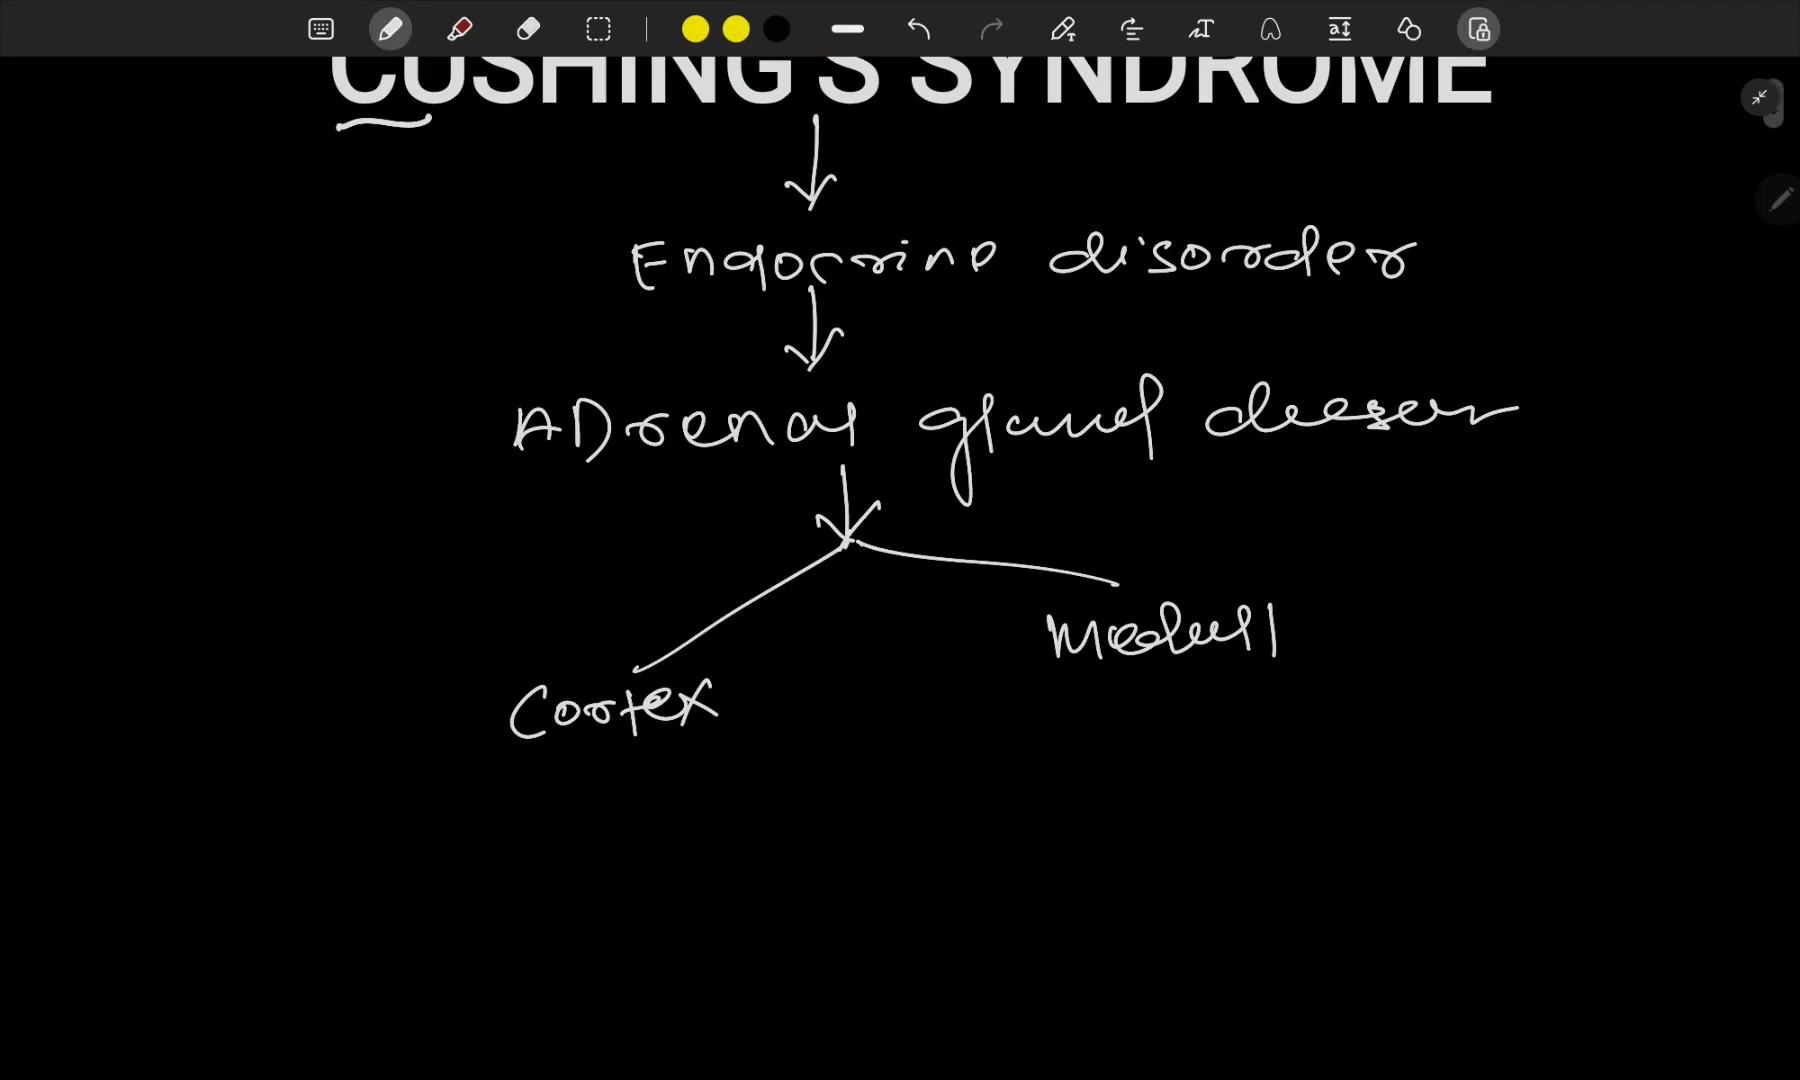 CUSHING'S SYNDROME
Endocrine disorder
ADrenal gland
Medull
Cortex